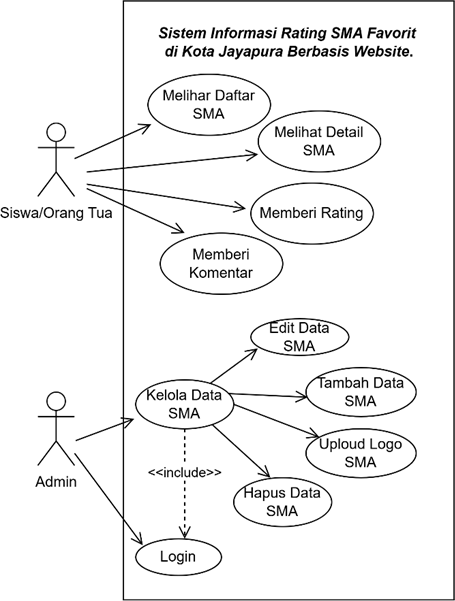 Sistem Informasi Rating SMA Favorit
di Kota Jayapura Berbasis Website.
Melihar Daftar
SMA
Melihat Detail
SMA
Siswa/Orang Tua
Memberi Rating
Memberi
Komentar
Edit Data
SMA
Kelola Data
SMA
Tambah Data
SMA
Uploud Logo
SMA
Admin
<<include>>
Hapus Data
SMA
Login